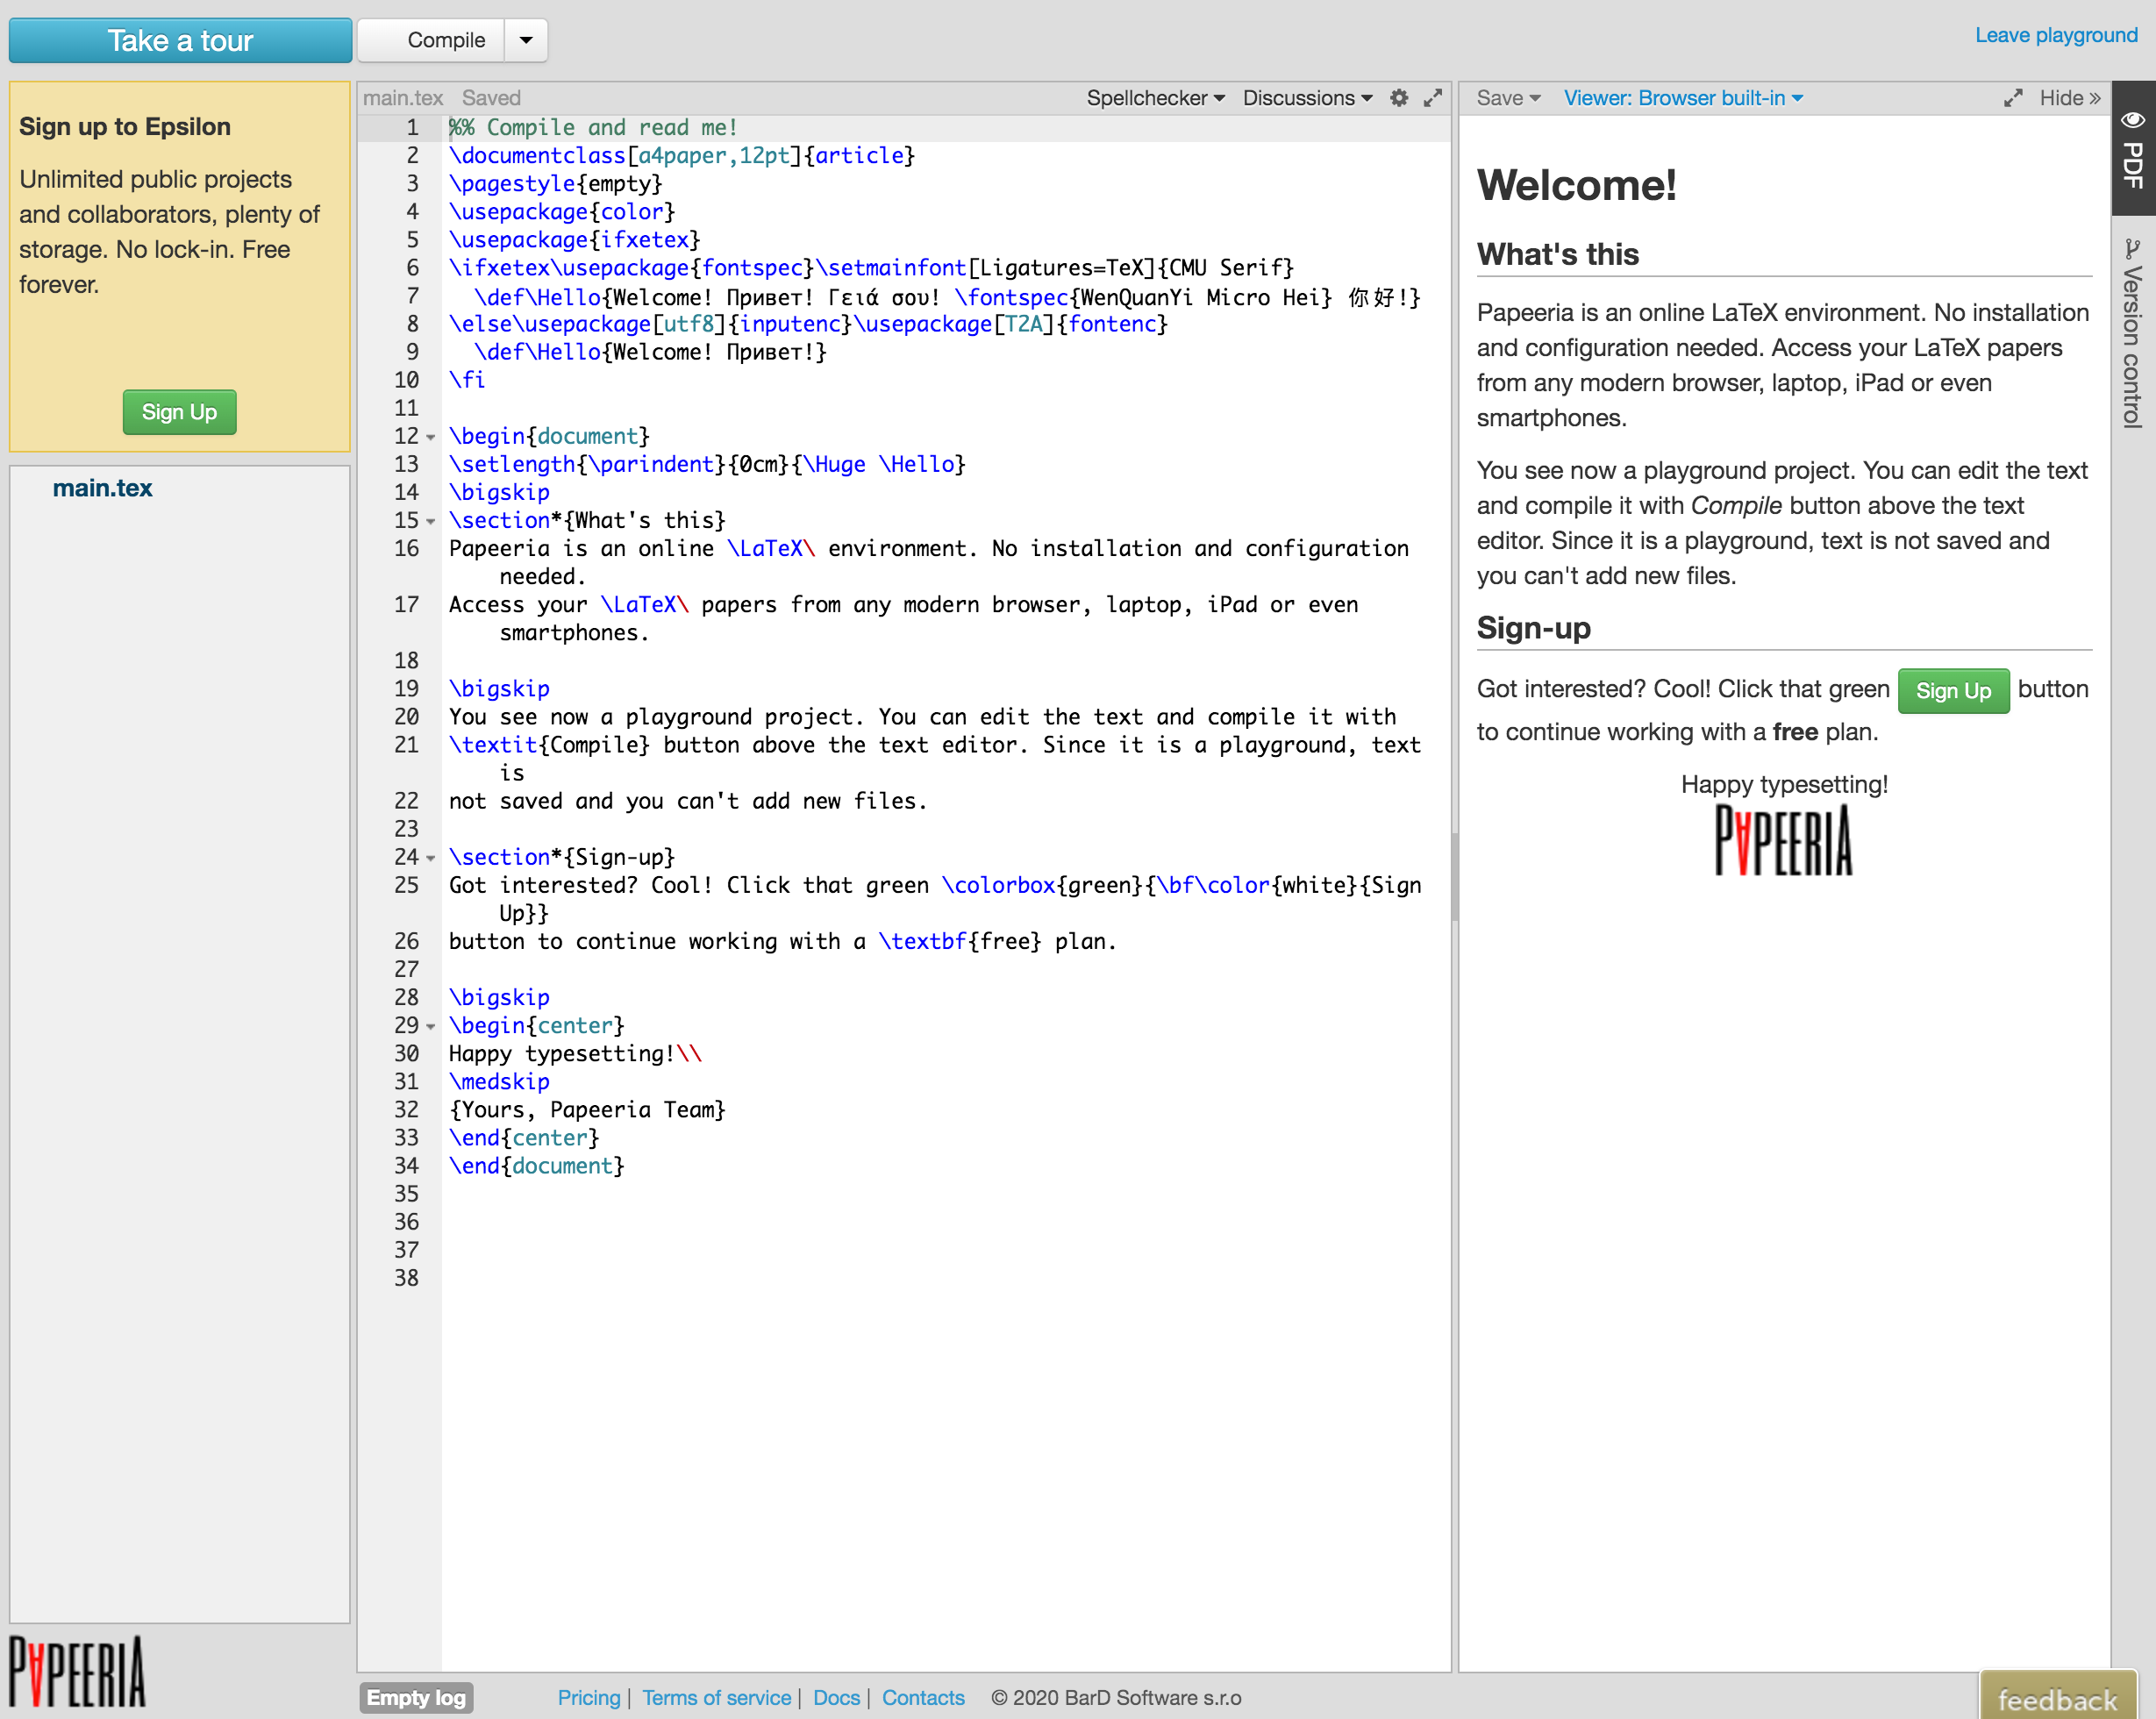 Take a tour
Compile
Leave playground
Sign up to Epsilon
Unlimited public projects
and collaborators, plenty of
storage. No lock-in. Free
forever.
Sign Up
main.tex
PAPEERIA
main.tex Saved Spellchecker Discussions
1 %% Compile and read me!
2 \documentclass[a4paper,12pt]{article}
3 \pagestyle{empty}
4 \usepackage{color}
5 \usepackage{ifxetex}
6 \ifxetex\usepackage{fontspec}\setmainfont[Ligatures=TeX]{CMU Serif}
7 \def\Hello{Welcome! Привет! Γειά σου! \fontspec{WenQuanYi Micro Hei} 你好!}
8 \else\usepackage[utf8]{inputenc}\usepackage[T2A]{fontenc}
9 \def\Hello{Welcome! Привет!}
10 \fi
11
12 \begin{document}
13 \setlength{\parindent}{0cm}{\Huge \Hello}
14 \bigskip
15 \section*{What's this}
16 Papeeria is an online \LaTeX\ environment. No installation and configuration
needed.
17 Access your \LaTeX\ papers from any modern browser, laptop, iPad or even
smartphones.
18
19 \bigskip
20 You see now a playground project. You can edit the text and compile it with
21 \textit{Compile} button above the text editor. Since it is a playground, text
is
22 not saved and you can't add new files.
23
24 \section*{Sign-up}
25 Got interested? Cool! Click that green \colorbox{green}{\bf\color{white}{Sign
Up}}
26 button to continue working with a \textbf{free} plan.
27
28 \bigskip
29 \begin{center}
30 Happy typesetting!\\
31 \medskip
32 {Yours, Papeeria Team}
33 \end{center}
34 \end{document}
35
36
37
38
Save Viewer: Browser built-in Hide »
Welcome!
What's this
Papeeria is an online LaTeX environment. No installation
and configuration needed. Access your LaTeX papers
from any modern browser, laptop, iPad or even
smartphones.
You see now a playground project. You can edit the text
and compile it with Compile button above the text
editor. Since it is a playground, text is not saved and
you can't add new files.
Sign-up
Got interested? Cool! Click that green Sign Up button
to continue working with a free plan.
Happy typesetting!
PAPEERIA
PDF
Version control
Empty log
Pricing | Terms of service | Docs | Contacts © 2020 BarD Software s.r.o
feedback